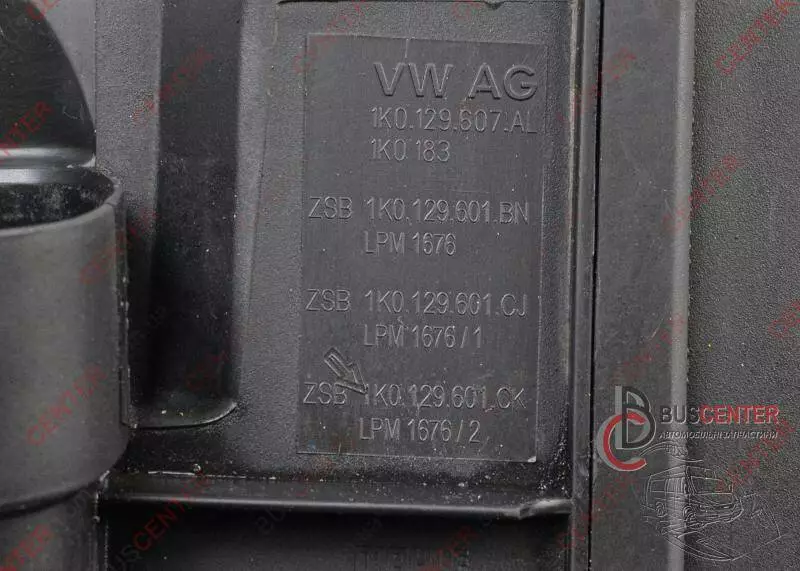 VW AG
1K0.129.607.AL
1K0 183
ZSB 1K0.129.601.BN
LPM 1676
ZSB 1K0.129.601.CJ
LPM 1676/1
ZSB 1K0.129.601.CK
LPM 1676/2
BUSCENTER
АВТОМОБІЛЬНІ ЗАПЧАСТИНИ